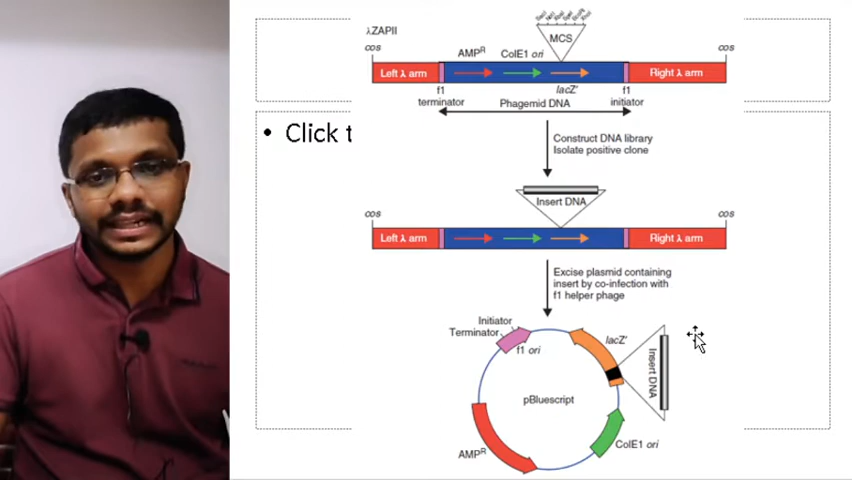 λZAPII
MCS
cos
AMPR
ColE1 ori
cos
Left λ arm
Right λ arm
f1
terminator
lacZ'
f1
initiator
Phagemid DNA
• Click t
Construct DNA library
Isolate positive clone
Insert DNA
cos
cos
Left λ arm
Right λ arm
Excise plasmid containing
insert by co-infection with
f1 helper phage
Initiator
Terminator
f1 ori
lacZ'
Insert DNA
pBluescript
ColE1 ori
AMPR